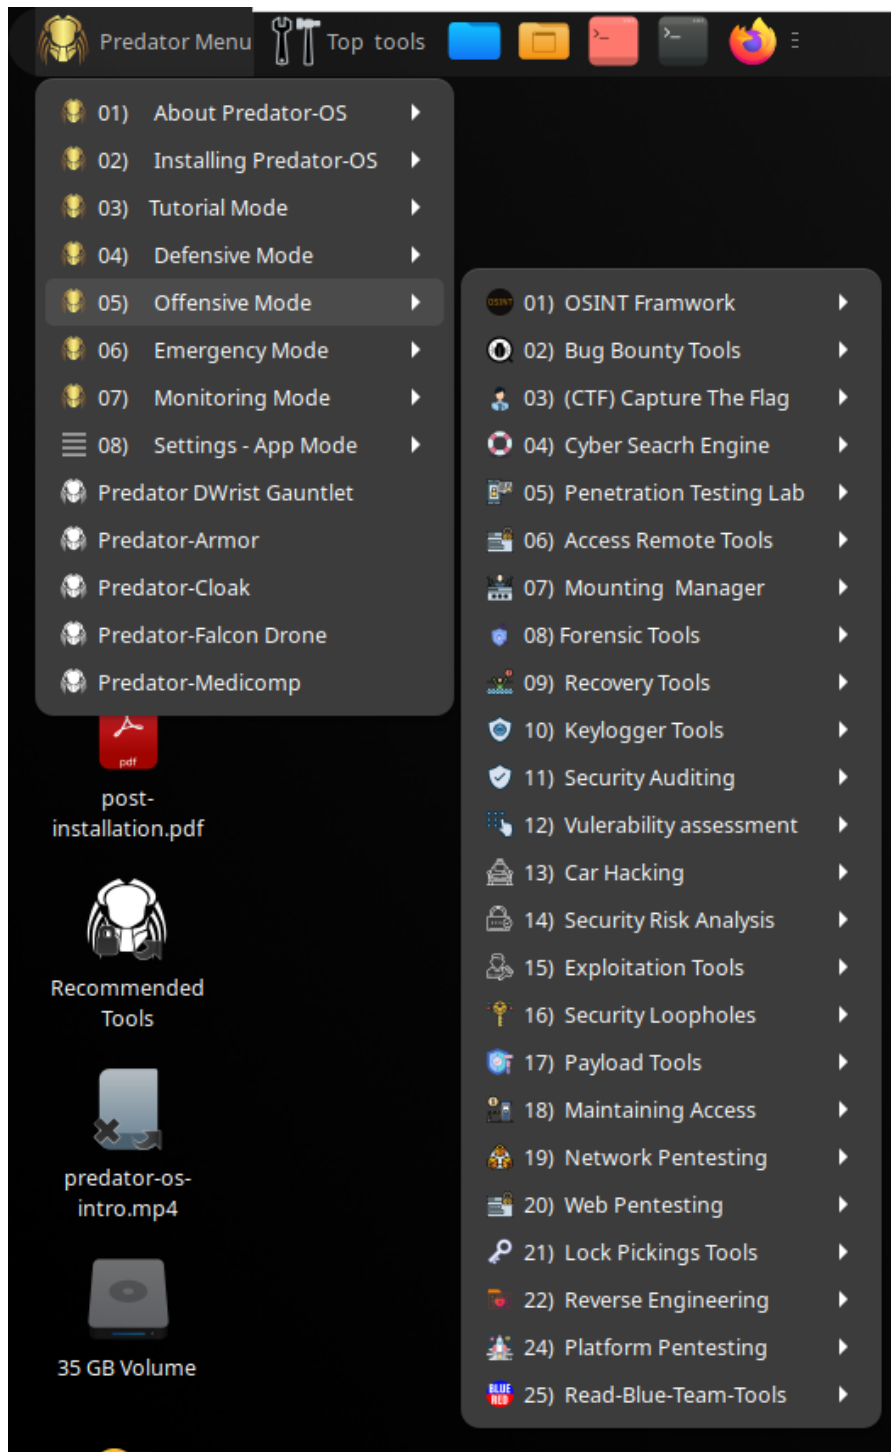 Predator Menu
Top tools
01) About Predator-OS
02) Installing Predator-OS
03) Tutorial Mode
04) Defensive Mode
05) Offensive Mode
06) Emergency Mode
07) Monitoring Mode
08) Settings - App Mode
Predator DWrist Gauntlet
Predator-Armor
Predator-Cloak
Predator-Falcon Drone
Predator-Medicomp
OSINT
01) OSINT Framwork
02) Bug Bounty Tools
03) (CTF) Capture The Flag
04) Cyber Seacrh Engine
05) Penetration Testing Lab
06) Access Remote Tools
07) Mounting Manager
08) Forensic Tools
09) Recovery Tools
10) Keylogger Tools
11) Security Auditing
12) Vulerability assessment
13) Car Hacking
14) Security Risk Analysis
15) Exploitation Tools
16) Security Loopholes
17) Payload Tools
18) Maintaining Access
19) Network Pentesting
20) Web Pentesting
21) Lock Pickings Tools
22) Reverse Engineering
24) Platform Pentesting
BLUE
RED
25) Read-Blue-Team-Tools
pdf
post-
installation.pdf
Recommended
Tools
predator-os-
intro.mp4
35 GB Volume